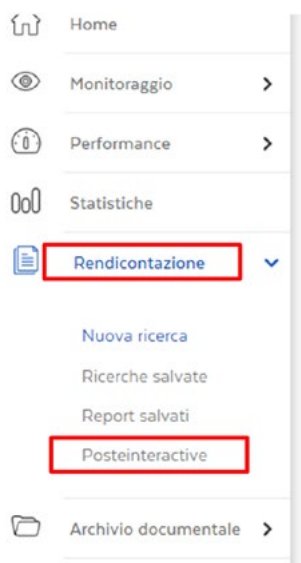 Home
Monitoraggio
Performance
Statistiche
Rendicontazione
Nuova ricerca
Ricerche salvate
Report salvati
Posteinteractive
Archivio documentale